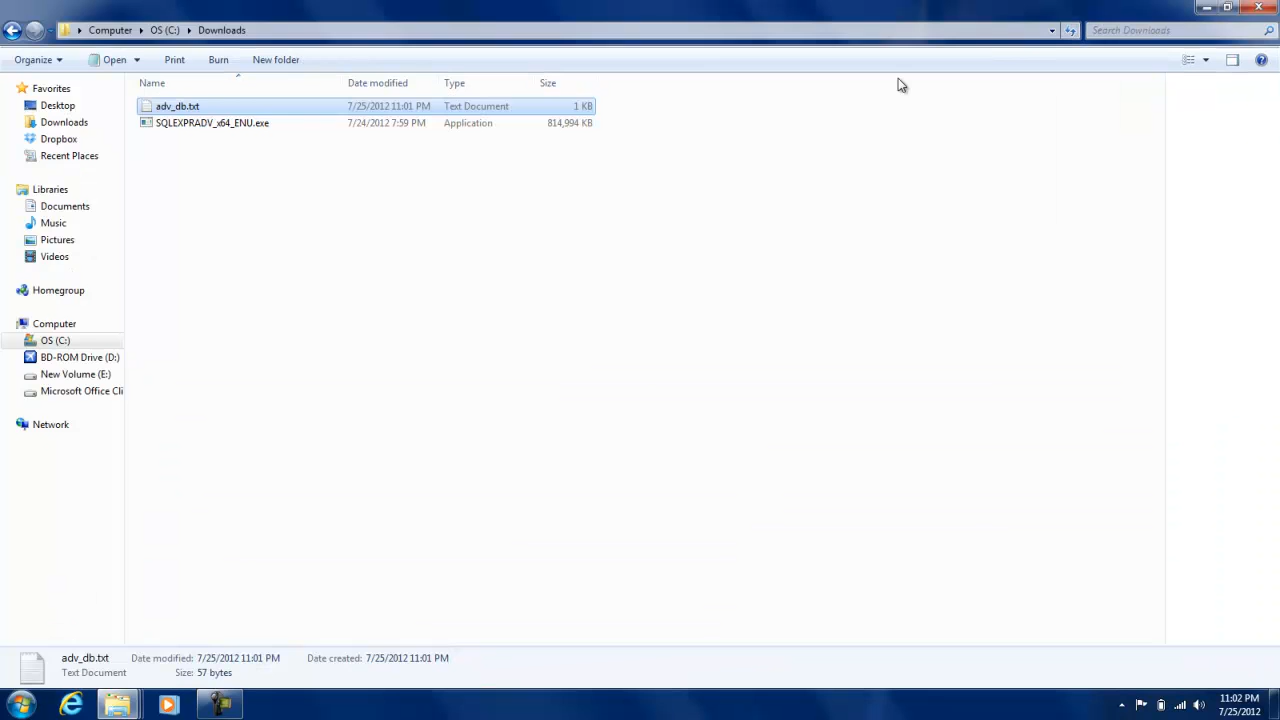 Computer OS (C:) Downloads Search Downloads
Organize Open Print Burn New folder
Name Date modified Type Size
adv_db.txt 7/25/2012 11:01 PM Text Document 1 KB
SQLEXPRADV_x64_ENU.exe 7/24/2012 7:59 PM Application 814,994 KB
Favorites
Desktop
Downloads
Dropbox
Recent Places
Libraries
Documents
Music
Pictures
Videos
Homegroup
Computer
OS (C:)
BD-ROM Drive (D:)
New Volume (E:)
Microsoft Office Cli
Network
adv_db.txt Date modified: 7/25/2012 11:01 PM Date created: 7/25/2012 11:01 PM
Text Document Size: 57 bytes
11:02 PM
7/25/2012